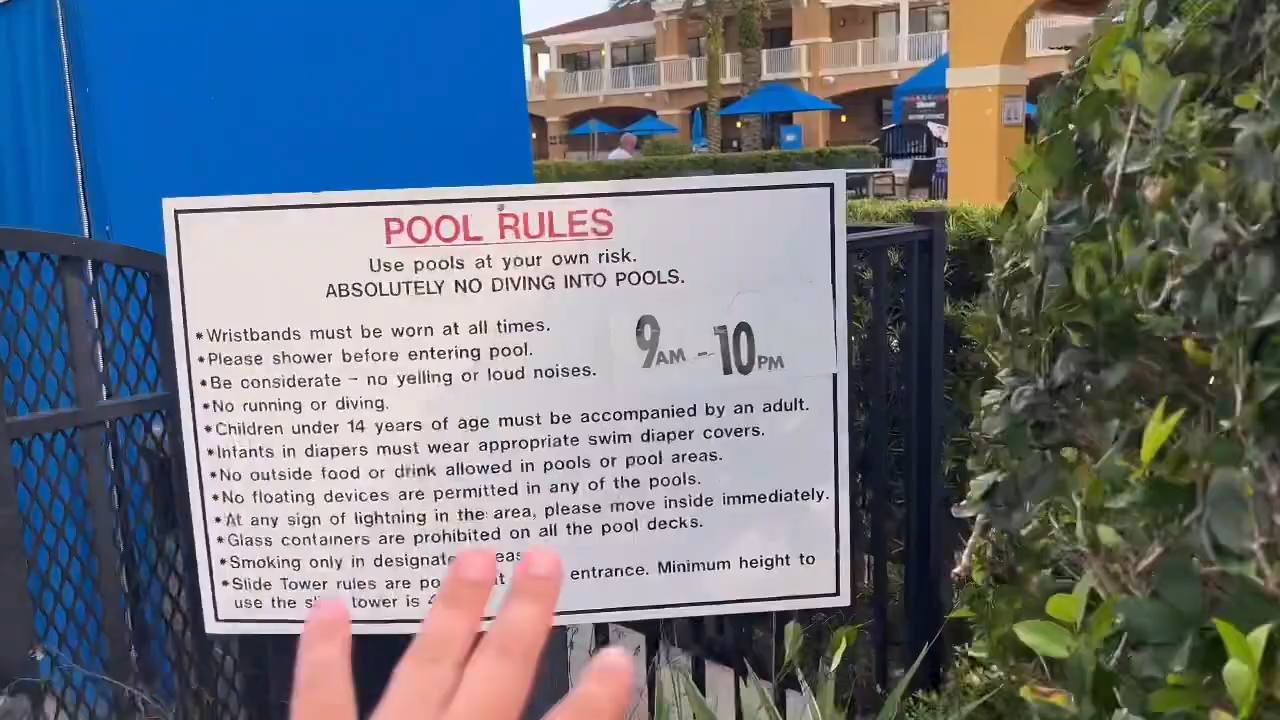 POOL RULES
Use pools at your own risk.
ABSOLUTELY NO DIVING INTO POOLS.
*Wristbands must be worn at all times.
*Please shower before entering pool.
*Be considerate - no yelling or loud noises.
9AM - 10PM
*No running or diving.
*Children under 14 years of age must be accompanied by an adult.
*Infants in diapers must wear appropriate swim diaper covers.
*No outside food or drink allowed in pools or pool areas.
*No floating devices are permitted in any of the pools.
*At any sign of lightning in the area, please move inside immediately.
*Glass containers are prohibited on all the pool decks.
*Smoking only in
*Slide Tower rules are entrance. Minimum height to
use the tower is